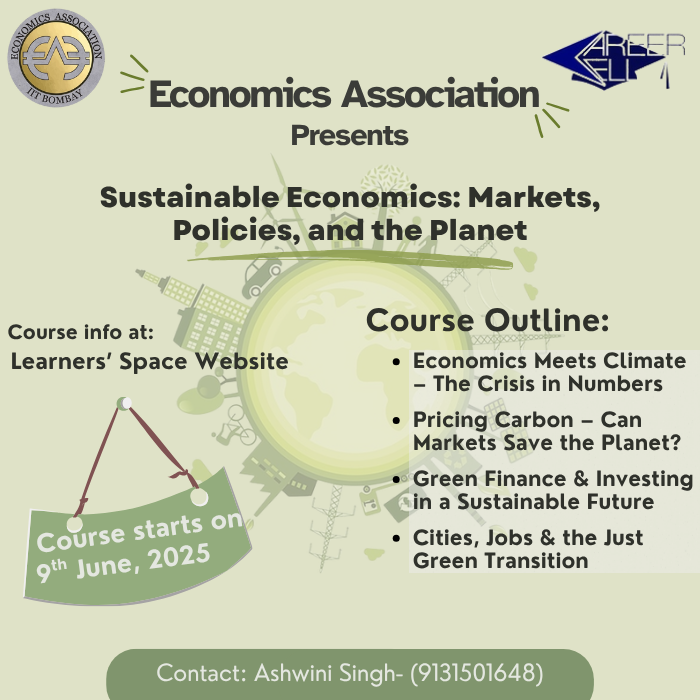 ECONOMICS ASSOCIATION
IIT BOMBAY
CAREER
CELL
Economics Association
Presents
Sustainable Economics: Markets,
Policies, and the Planet
Course info at:
Learners’ Space Website
Course starts on
9th June, 2025
Course Outline:
• Economics Meets Climate
– The Crisis in Numbers
• Pricing Carbon – Can
Markets Save the Planet?
• Green Finance & Investing
in a Sustainable Future
• Cities, Jobs & the Just
Green Transition
Contact: Ashwini Singh- (9131501648)